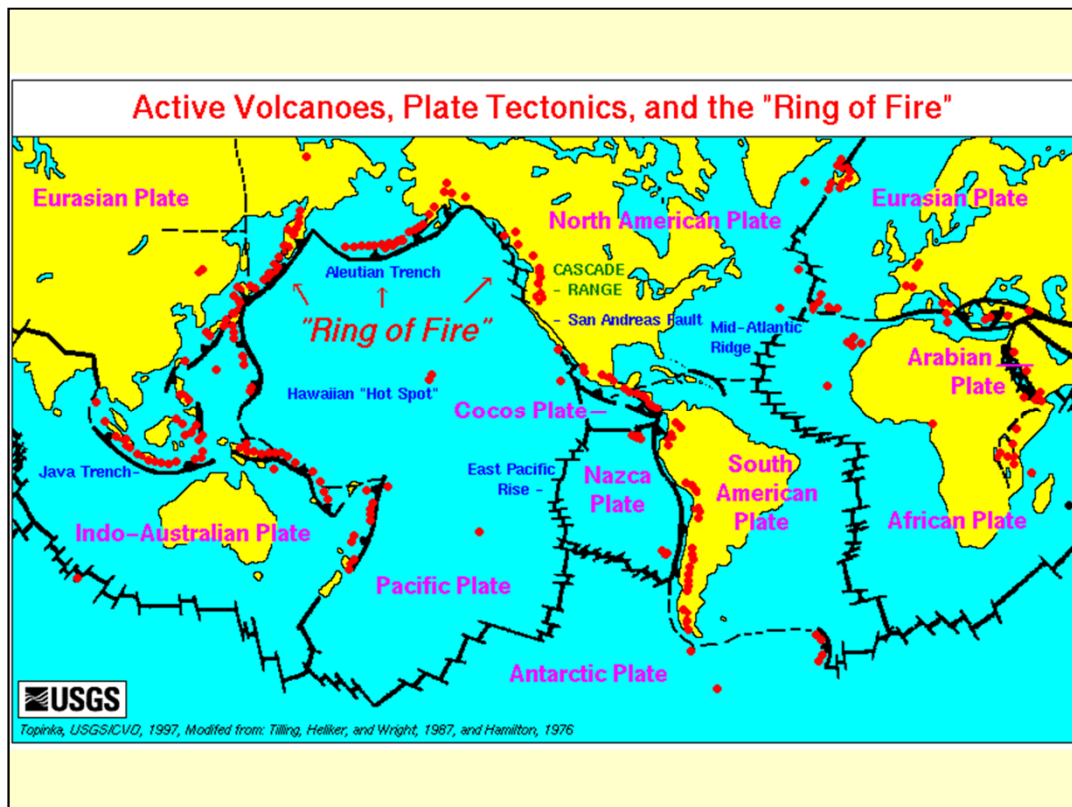 Active Volcanoes, Plate Tectonics, and the "Ring of Fire"
Eurasian Plate
North American Plate
Eurasian Plate
Aleutian Trench
CASCADE
- RANGE
"Ring of Fire"
- San Andreas Fault
Mid-Atlantic
Ridge
Arabian
Plate
Hawaiian "Hot Spot"
Cocos Plate
Java Trench-
East Pacific
Rise -
Nazca
Plate
South
American
Plate
Indo-Australian Plate
African Plate
Pacific Plate
Antarctic Plate
USGS
Topinka, USGS/CVO, 1997, Modifed from: Tilling, Heliker, and Wright, 1987, and Hamilton, 1976